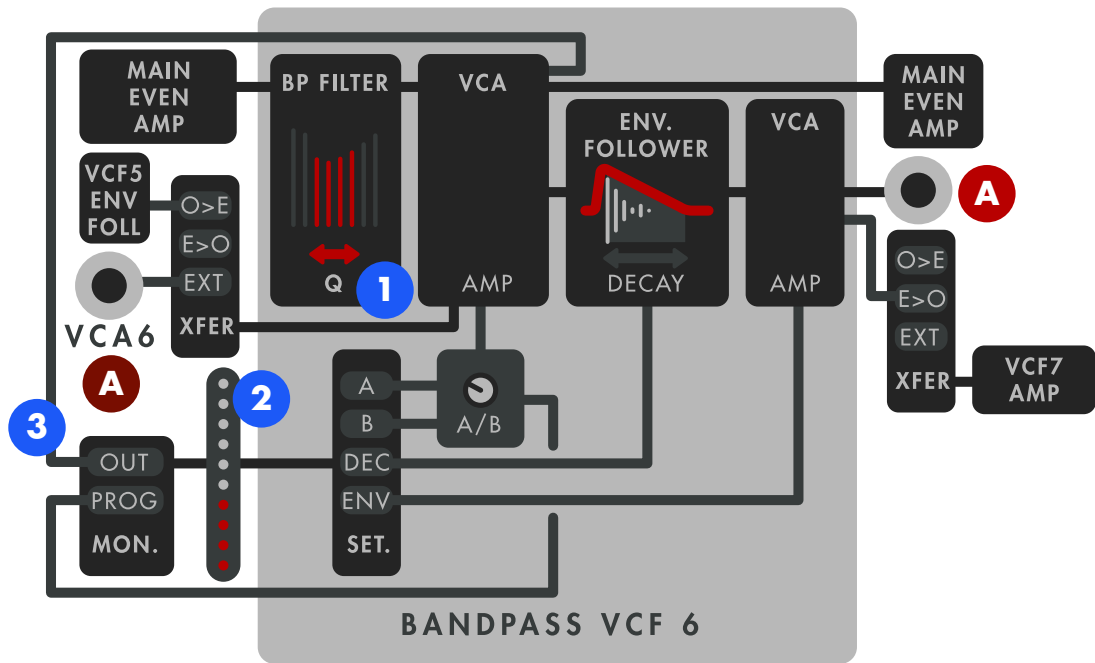 MAIN
EVEN
AMP
BP FILTER
VCA
MAIN
EVEN
AMP
ENV.
FOLLOWER
VCA
VCF5
ENV
FOLL
O>E
E>O
EXT
XFER
VCA6
A
Q
1
AMP
DECAY
AMP
A
O>E
E>O
EXT
XFER
VCF7
AMP
2
A
B
DEC
ENV
SET.
A/B
3
OUT
PROG
MON.
BANDPASS VCF 6